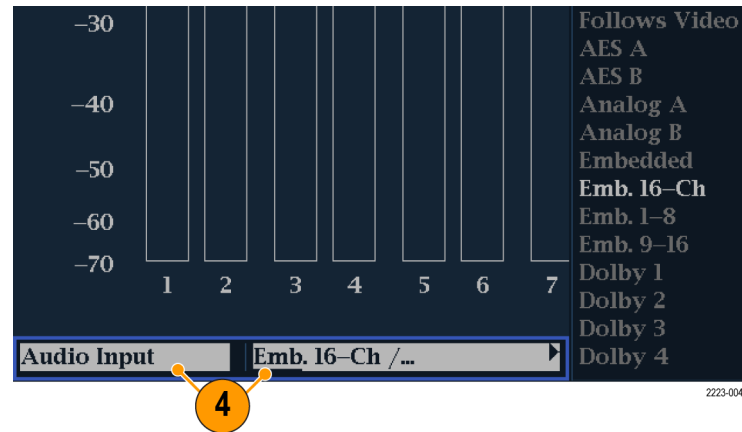 –30
–40
–50
–60
–70
1 2 3 4 5 6 7
Follows Video
AES A
AES B
Analog A
Analog B
Embedded
Emb. 16–Ch
Emb. 1–8
Emb. 9–16
Dolby 1
Dolby 2
Dolby 3
Dolby 4
Audio Input
Emb. 16–Ch /...
4
2223-004